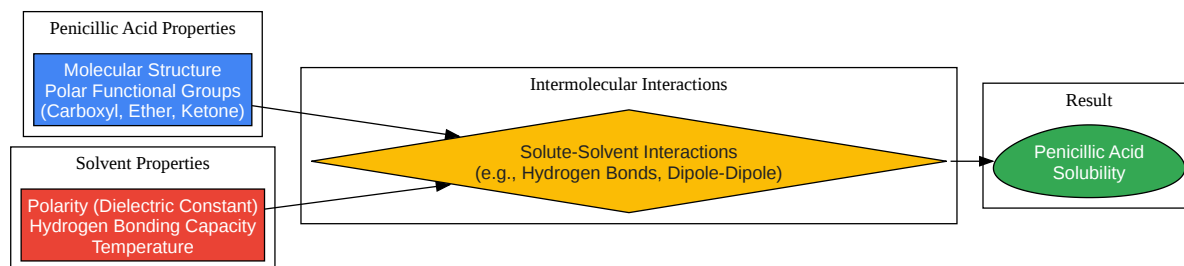 Penicillic Acid Properties
Molecular Structure
Polar Functional Groups
(Carboxyl, Ether, Ketone)
Solvent Properties
Polarity (Dielectric Constant)
Hydrogen Bonding Capacity
Temperature
Intermolecular Interactions
Solute-Solvent Interactions
(e.g., Hydrogen Bonds, Dipole-Dipole)
Result
Penicillic Acid
Solubility